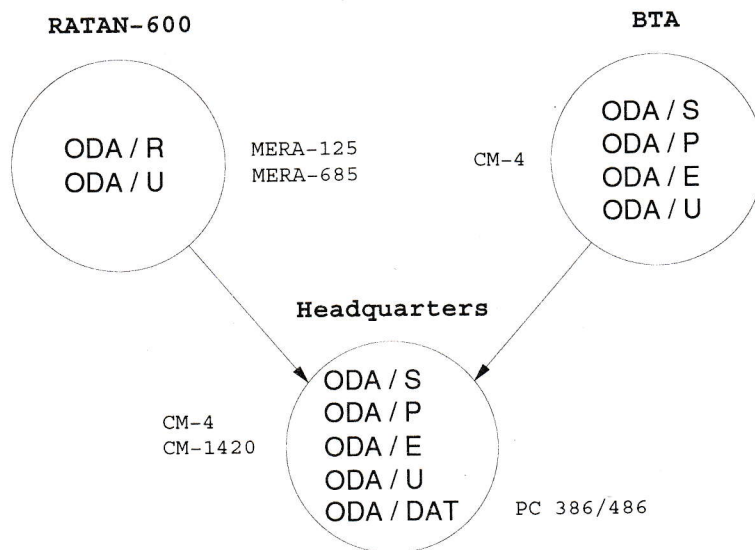 RATAN-600
BTA
ODA / R
ODA / U
MERA-125
MERA-685
CM-4
ODA / S
ODA / P
ODA / E
ODA / U
Headquarters
CM-4
CM-1420
ODA / S
ODA / P
ODA / E
ODA / U
ODA / DAT
PC 386/486